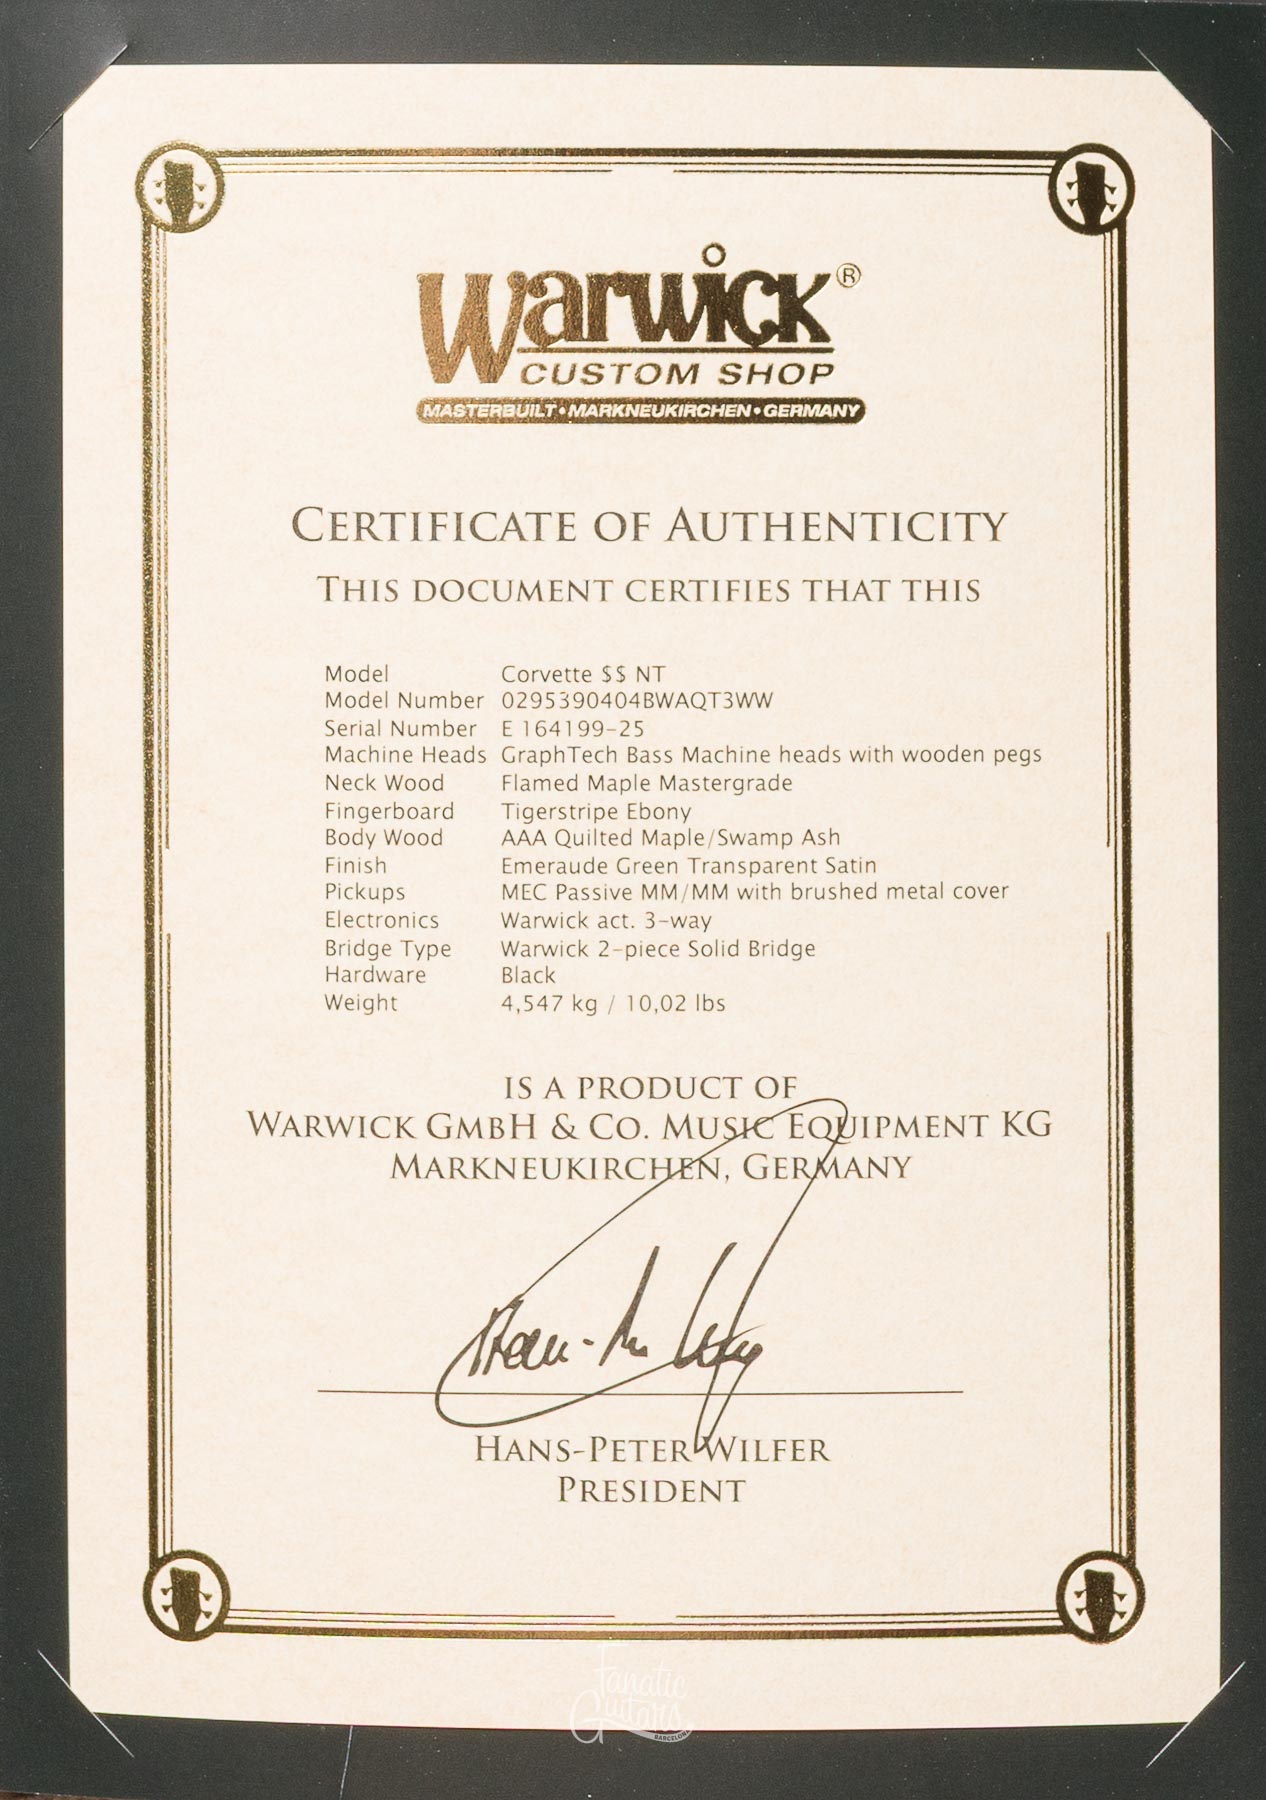 Warwick®
CUSTOM SHOP
MASTERBUILT • MARKNEUKIRCHEN • GERMANY
CERTIFICATE OF AUTHENTICITY
THIS DOCUMENT CERTIFIES THAT THIS
Model Corvette $$ NT
Model Number 0295390404BWAQT3WW
Serial Number E 164199-25
Machine Heads GraphTech Bass Machine heads with wooden pegs
Neck Wood Flamed Maple Mastergrade
Fingerboard Tigerstripe Ebony
Body Wood AAA Quilted Maple/Swamp Ash
Finish Emeraude Green Transparent Satin
Pickups MEC Passive MM/MM with brushed metal cover
Electronics Warwick act. 3-way
Bridge Type Warwick 2-piece Solid Bridge
Hardware Black
Weight 4,547 kg / 10,02 lbs
IS A PRODUCT OF
WARWICK GMBH & CO. MUSIC EQUIPMENT KG
MARKNEUKIRCHEN, GERMANY
HANS-PETER WILFER
PRESIDENT
fanatic
Guitars
BARCELONA